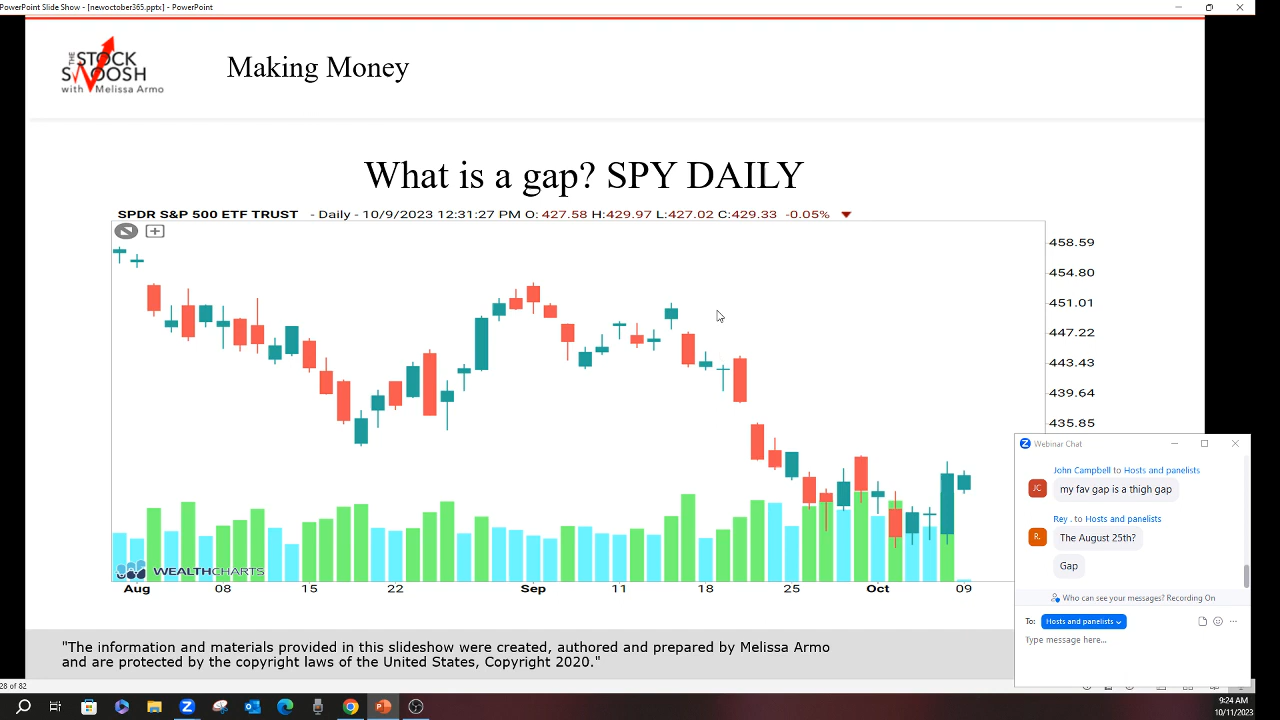 PowerPoint Slide Show - [newoctober365.pptx] - PowerPoint
THE STOCK
SWOOSH
with Melissa Armo
Making Money
What is a gap? SPY DAILY
SPDR S&P 500 ETF TRUST - Daily - 10/9/2023 12:31:27 PM O: 427.58 H: 429.97 L: 427.02 C: 429.33 -0.05%
458.59
454.80
451.01
447.22
443.43
439.64
435.85
WEALTHCHARTS
Aug 08 15 22 Sep 11 18 25 Oct 09
Webinar Chat
John Campbell to Hosts and panelists
JC my fav gap is a thigh gap
Rey . to Hosts and panelists
R. The August 25th?
Gap
Who can see your messages? Recording On
To: Hosts and panelists
Type message here...
"The information and materials provider in this slideshow were created, authored and prepared by Melissa Armo
and are protected by the copyright laws of the United States, Copyright 2020."
28 of 82
9:24 AM
10/11/2023